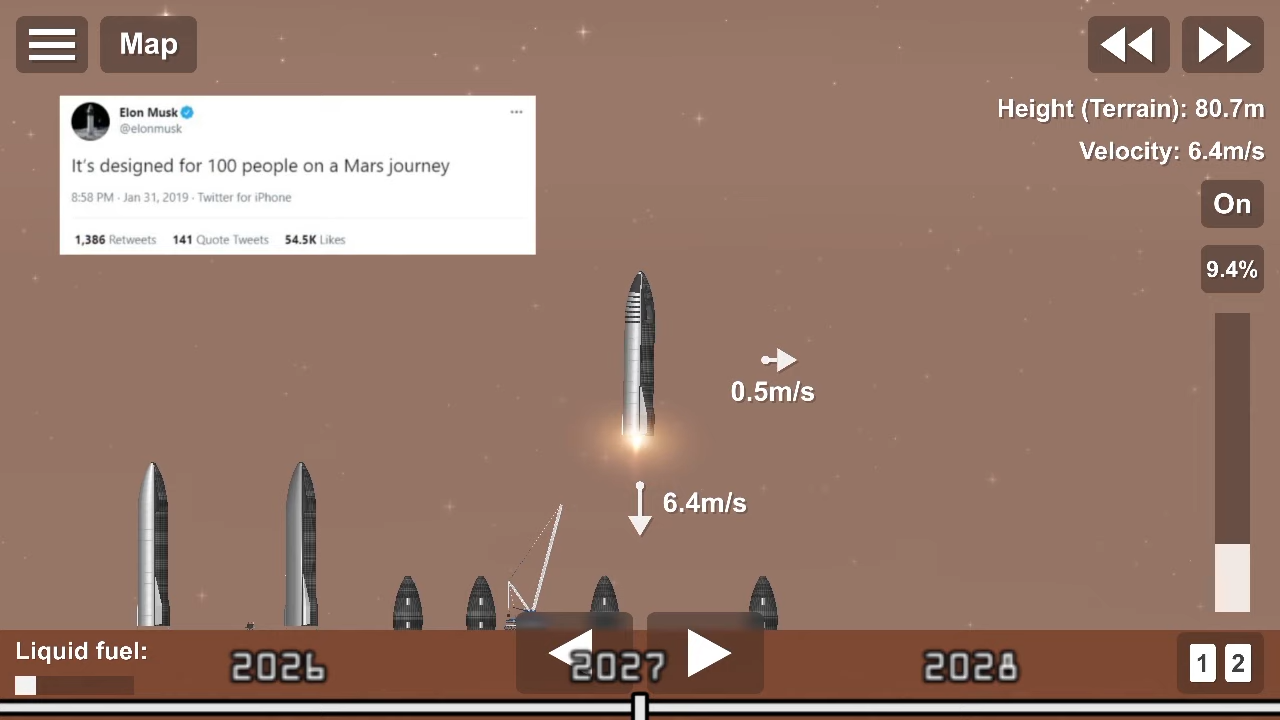 Map
Elon Musk
@elonmusk
It's designed for 100 people on a Mars journey
8:58 PM · Jan 31, 2019 · Twitter for iPhone
1,386 Retweets 141 Quote Tweets 54.5K Likes
Height (Terrain): 80.7m
Velocity: 6.4m/s
On
9.4%
0.5m/s
6.4m/s
Liquid fuel:
2026 2027 2028
1 2